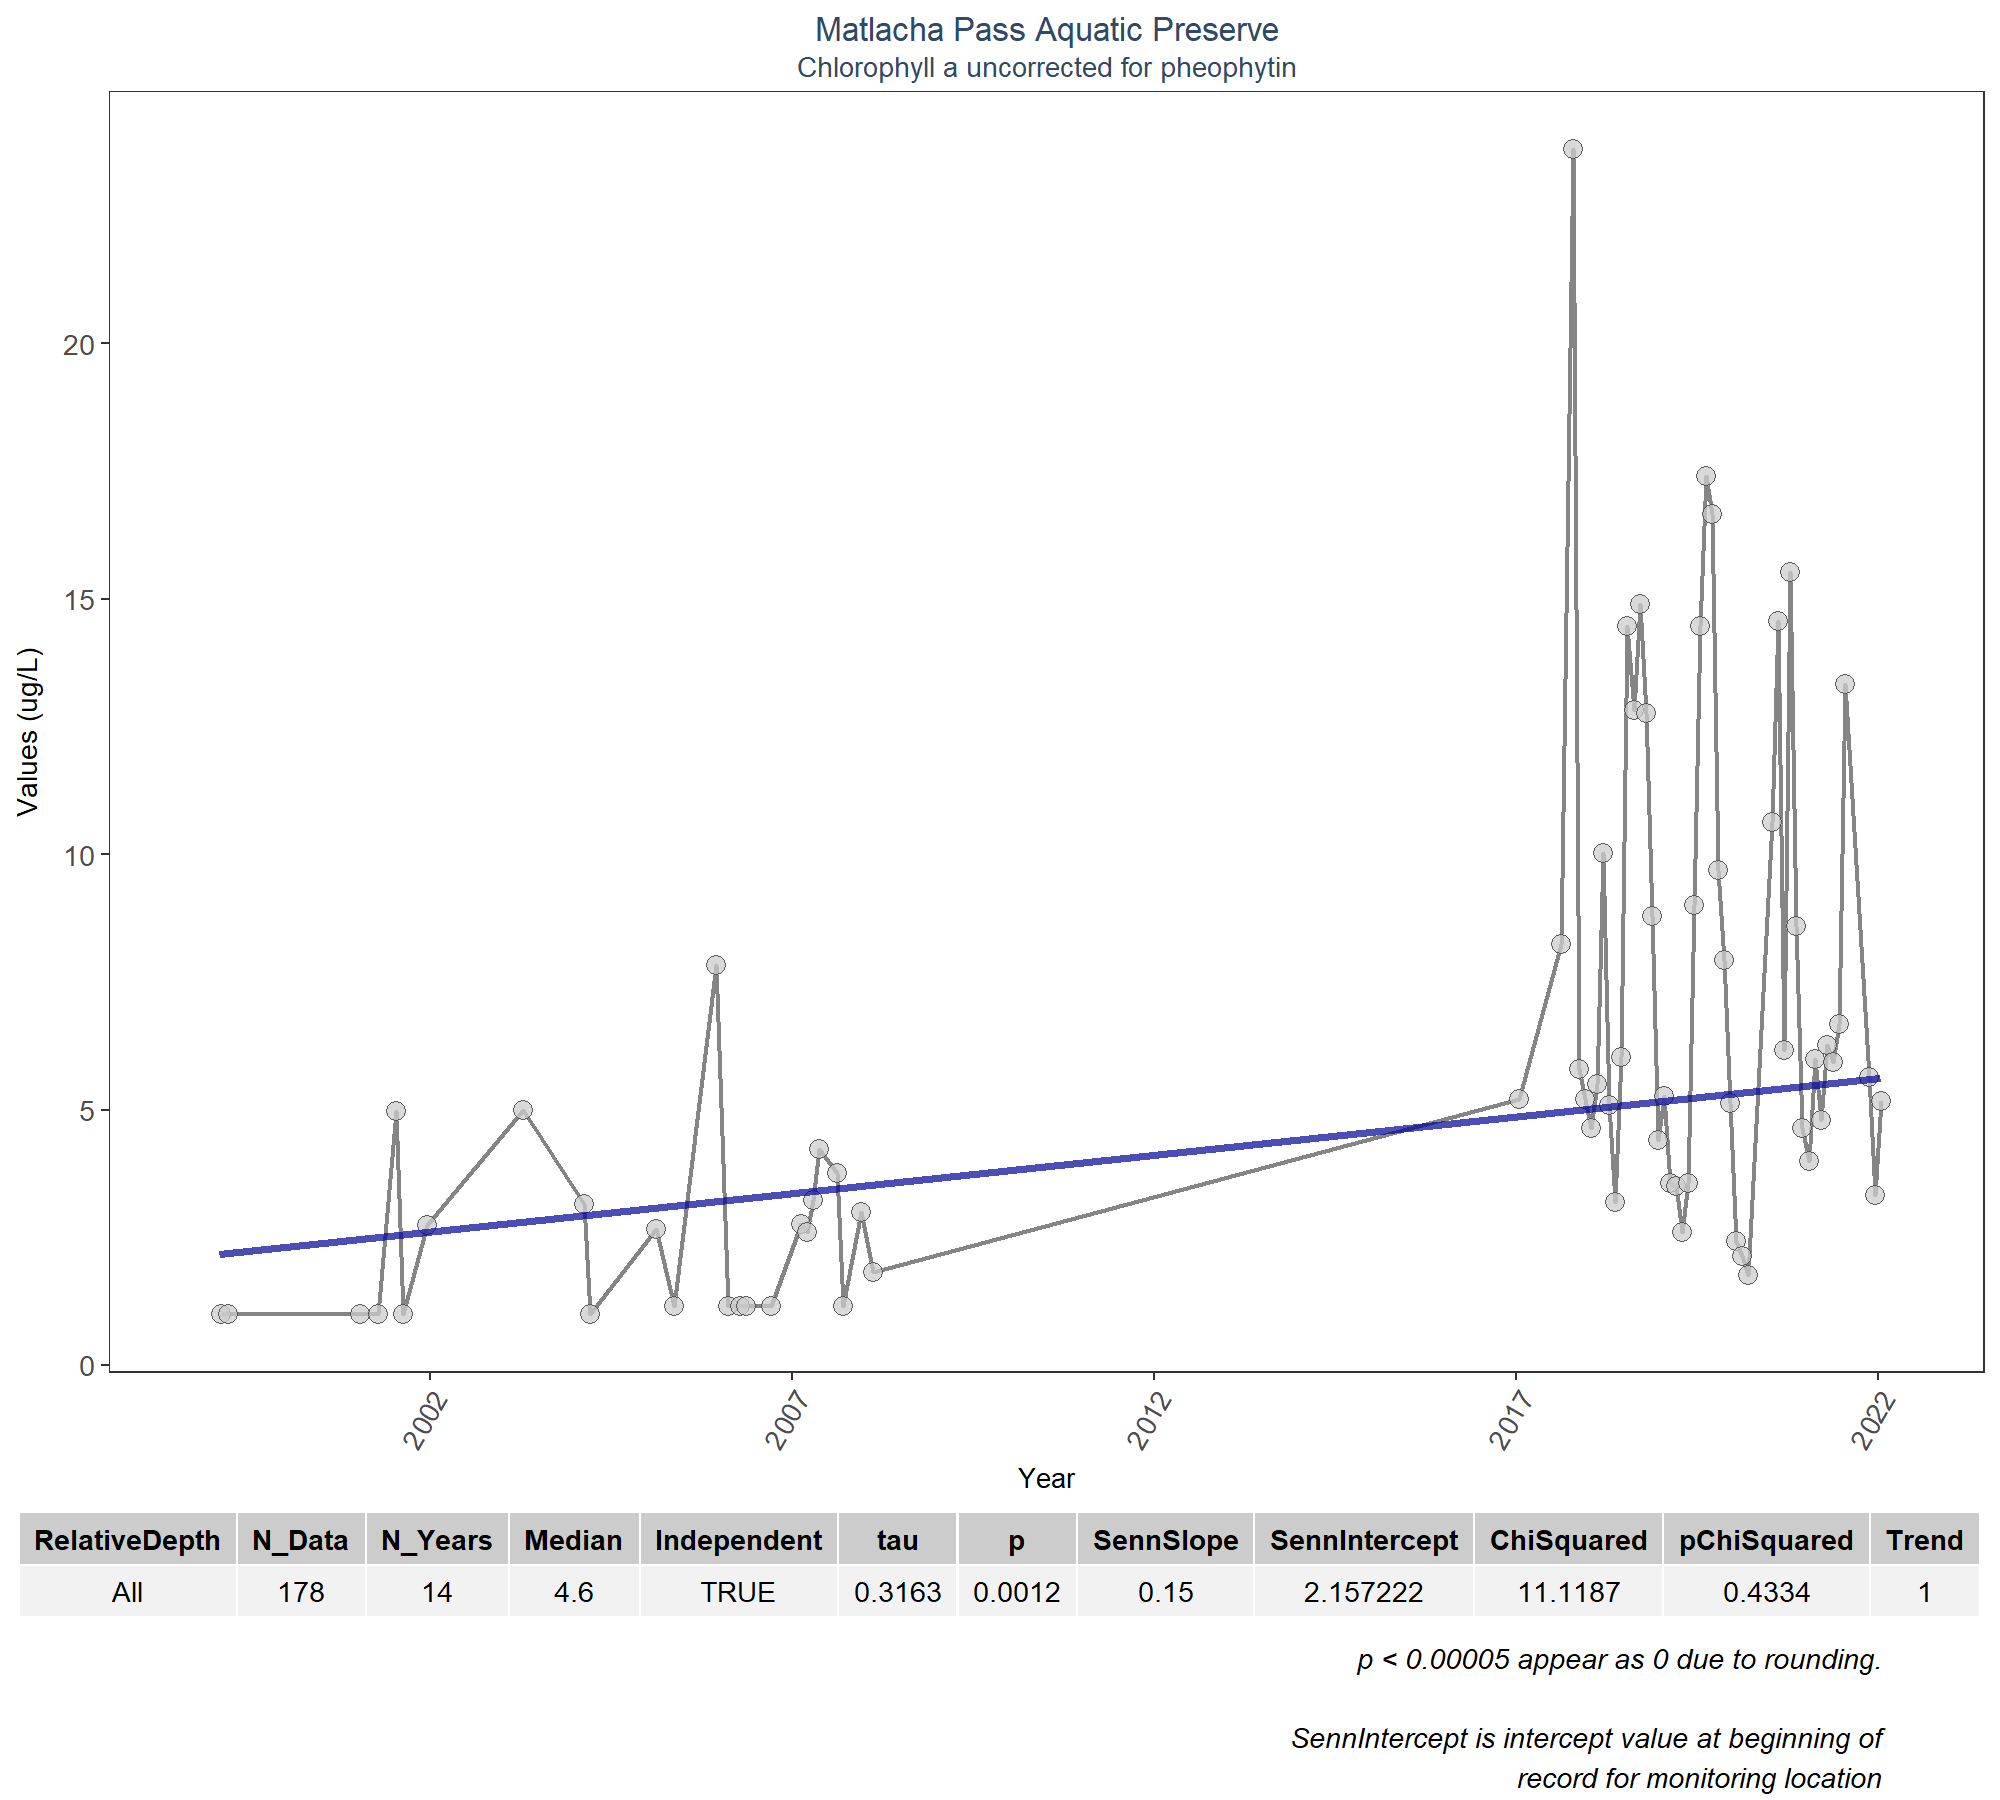 Matlacha Pass Aquatic Preserve
Chlorophyll a uncorrected for pheophytin
Values (ug/L)
20
15
10
5
0
2002 2007 2012 2017 2022
Year
RelativeDepth N_Data N_Years Median Independent tau p SennSlope SennIntercept ChiSquared pChiSquared Trend
All 178 14 4.6 TRUE 0.3163 0.0012 0.15 2.157222 11.1187 0.4334 1
p < 0.00005 appear as 0 due to rounding.
SennIntercept is intercept value at beginning of
record for monitoring location